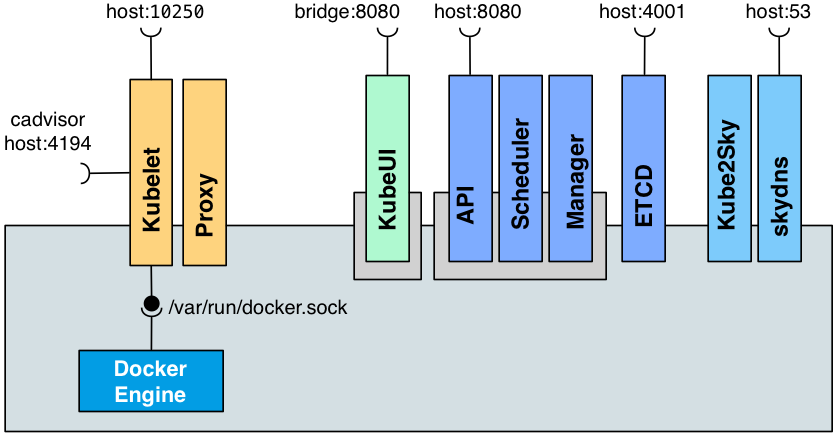 host:10250
bridge:8080
host:8080
host:4001
host:53
cadvisor
host:4194
Kubelet
Proxy
KubeUI
API
Scheduler
Manager
ETCD
Kube2Sky
skydns
/var/run/docker.sock
Docker
Engine